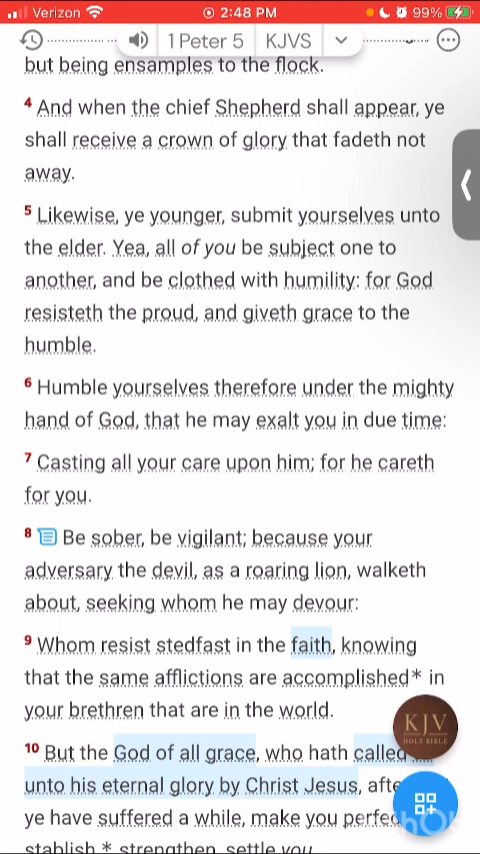 Verizon 2:48 PM 99%
1 Peter 5 KJVS
but being ensamples to the flock.
4 And when the chief Shepherd shall appear, ye
shall receive a crown of glory that fadeth not
away.
5 Likewise, ye younger, submit yourselves unto
the elder. Yea, all of you be subject one to
another, and be clothed with humility: for God
resisteth the proud, and giveth grace to the
humble.
6 Humble yourselves therefore under the mighty
hand of God, that he may exalt you in due time:
7 Casting all your care upon him; for he careth
for you.
8 Be sober, be vigilant; because your
adversary the devil, as a roaring lion, walketh
about, seeking whom he may devour:
9 Whom resist stedfast in the faith, knowing
that the same afflictions are accomplished* in
your brethren that are in the world.
KJV
HOLY BIBLE
10 But the God of all grace, who hath called
unto his eternal glory by Christ Jesus,
ye have suffered a while, make you
stablish,* strengthen, settle you.